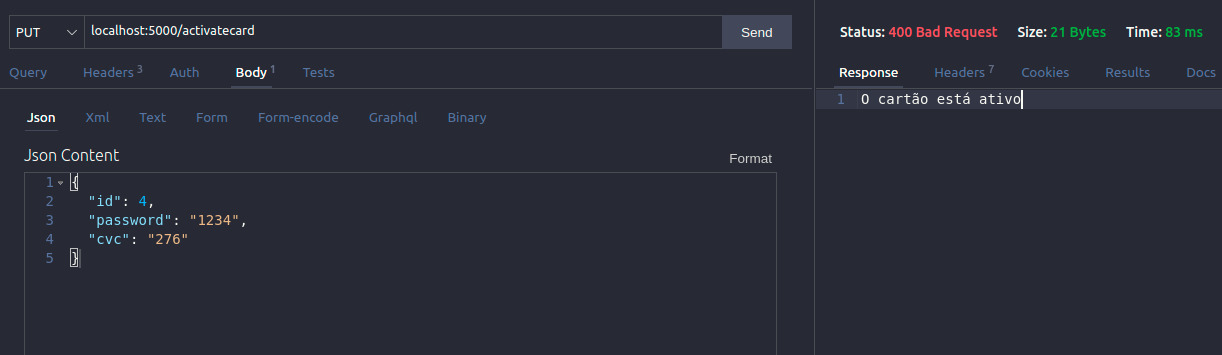 PUT localhost:5000/activatecard Send
Status: 400 Bad Request Size: 21 Bytes Time: 83 ms
Query Headers 3 Auth Body 1 Tests
Response Headers 7 Cookies Results Docs
Json Xml Text Form Form-encode Graphql Binary
Json Content Format
1 {
2 "id": 4,
3 "password": "1234",
4 "cvc": "276"
5 }
1 O cartão está ativo